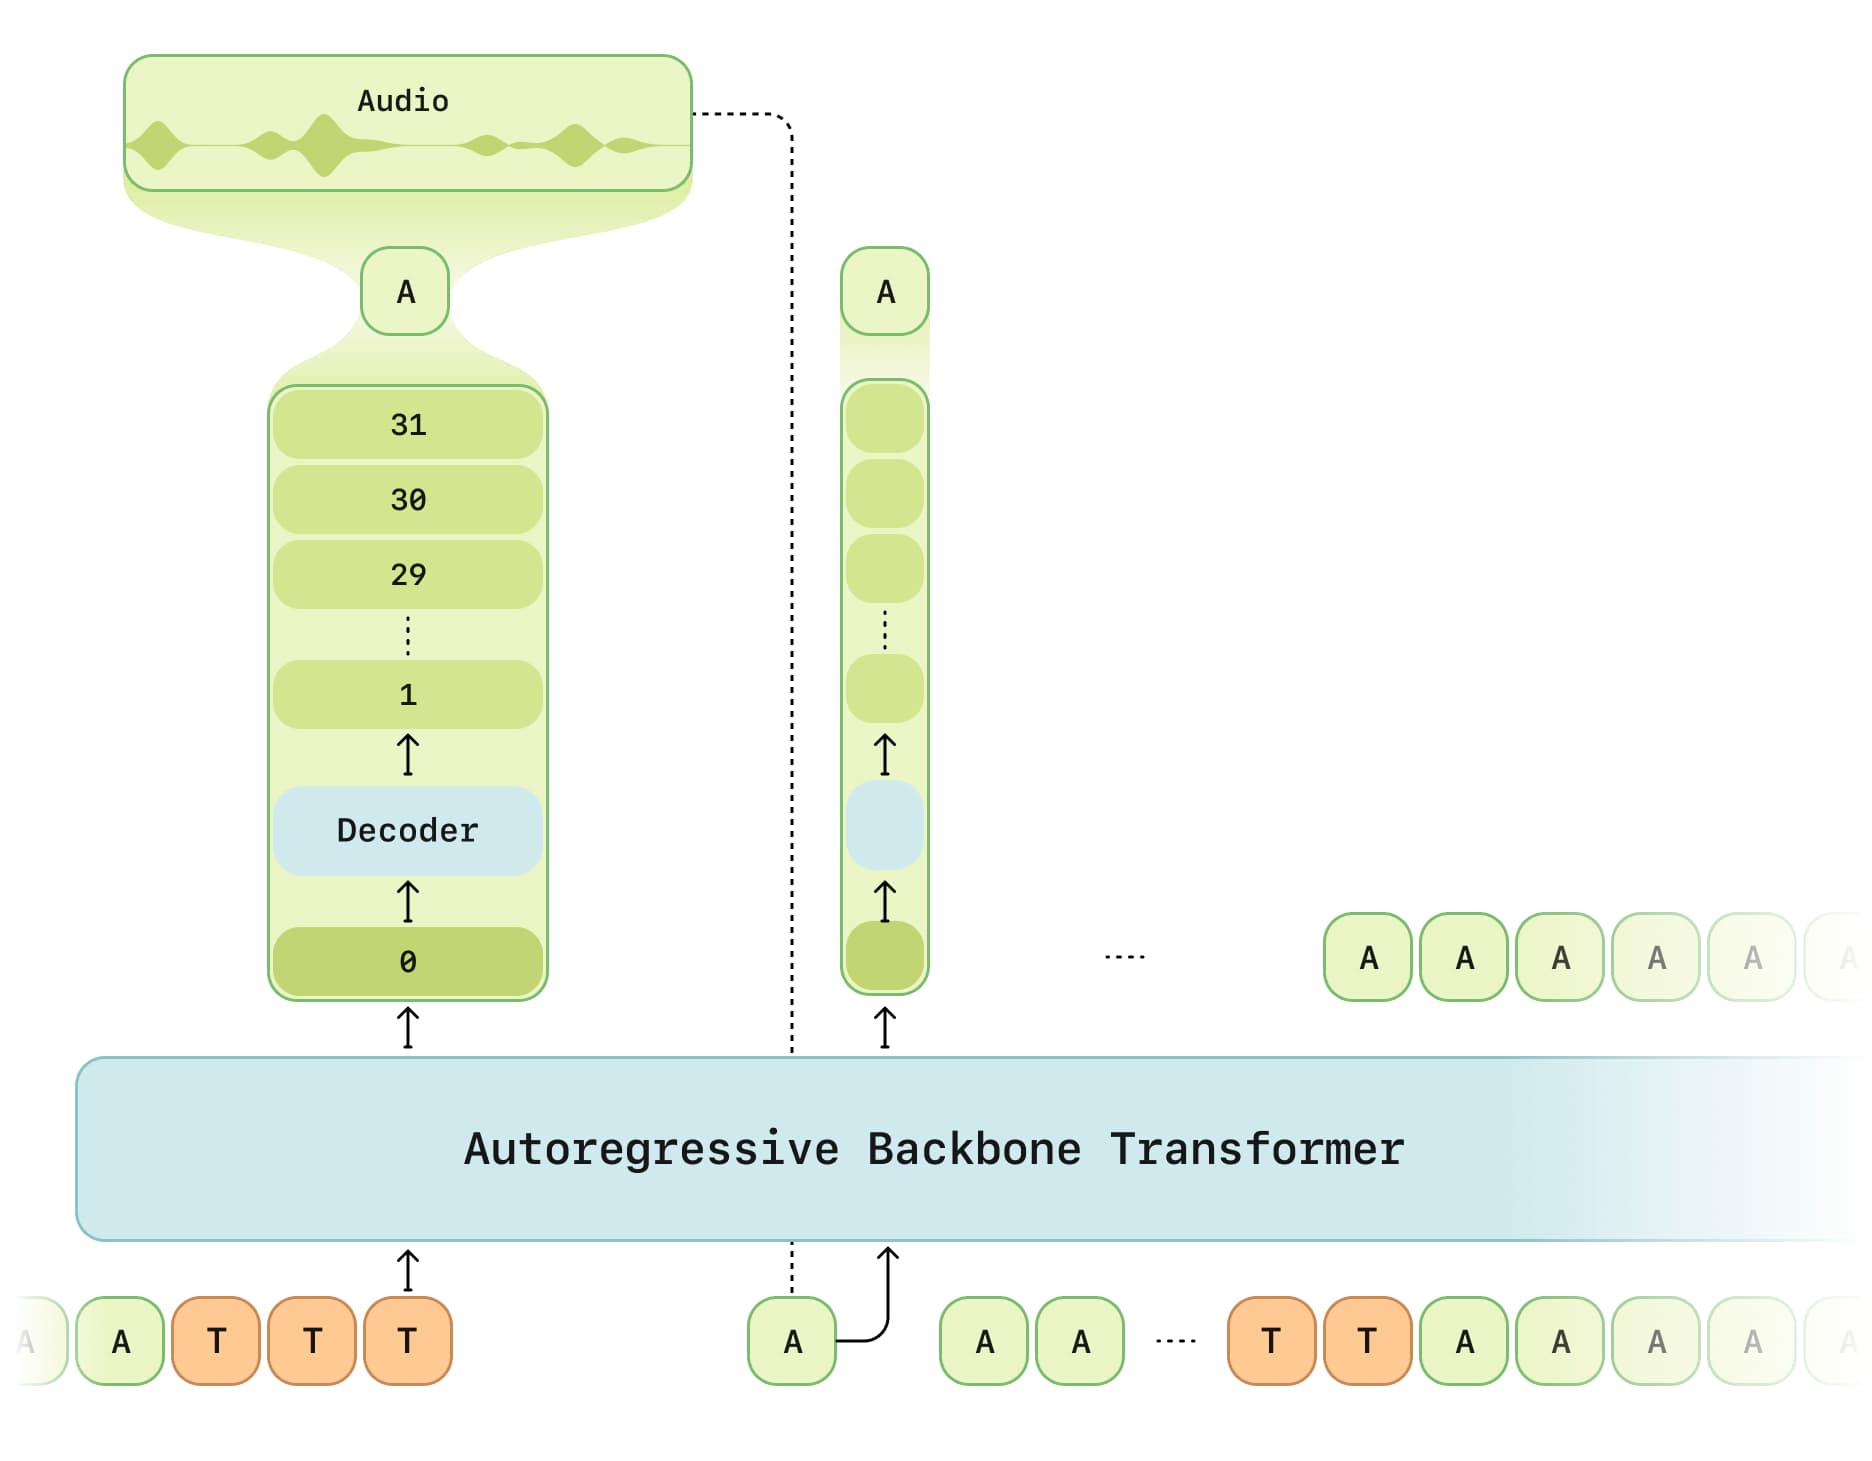 Audio
A A
31
30
29
1
Decoder
0
A A A A A A
Autoregressive Backbone Transformer
A A T T T A A A T T A A A A A